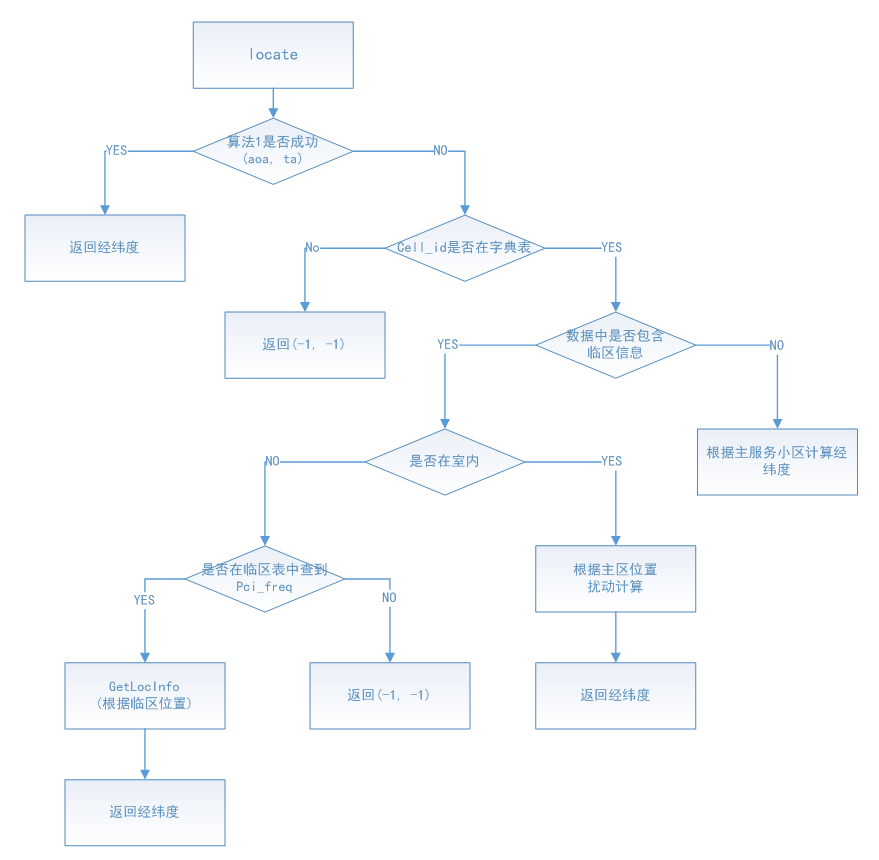 locate
算法1是否成功
(aoa, ta)
YES
NO
返回经纬度
Cell_id是否在字典表
No
YES
返回(-1, -1)
数据中是否包含
临区信息
YES
NO
根据主服务小区计算经
纬度
是否在室内
NO
YES
是否在临区表中查到
Pci_freq
根据主区位置
扰动计算
YES
NO
GetLocInfo
(根据临区位置)
返回(-1, -1)
返回经纬度
返回经纬度